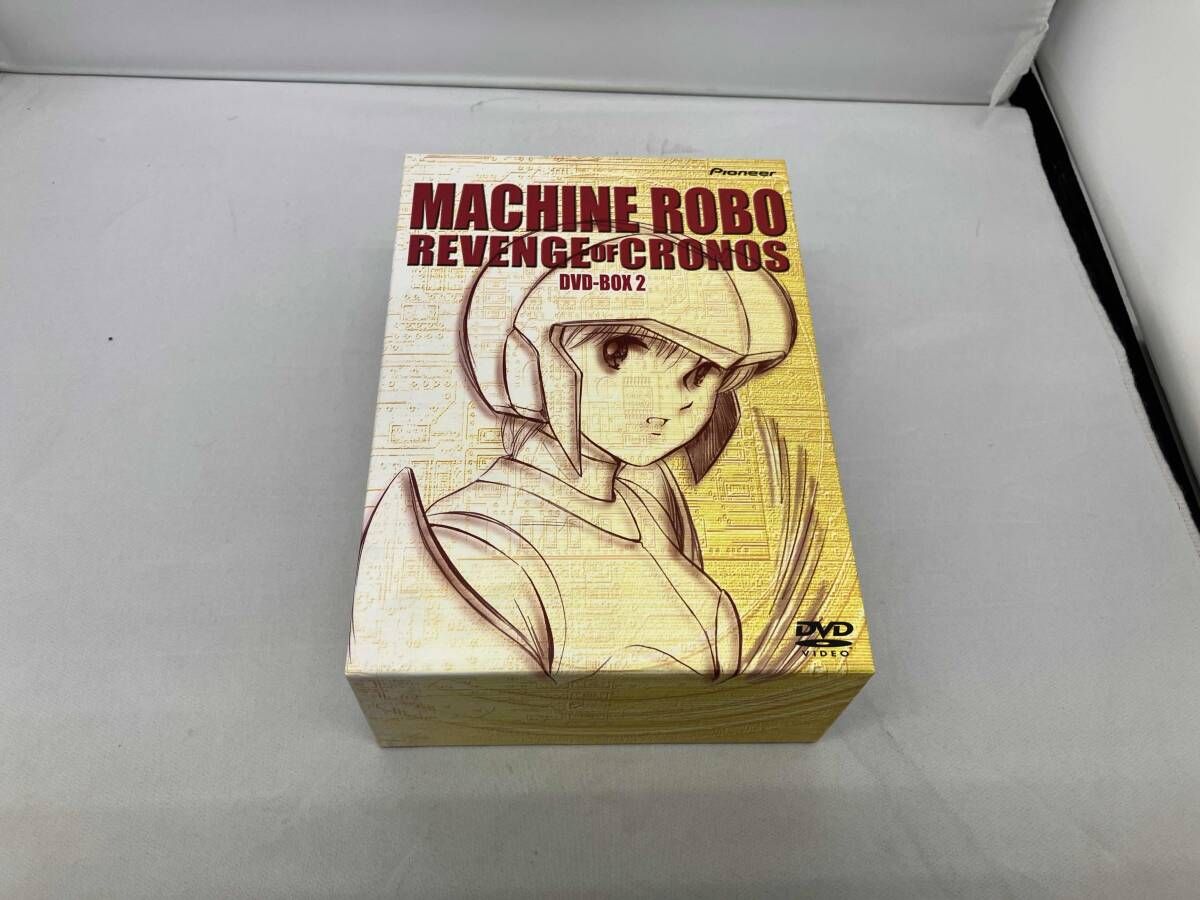 Pioneer
MACHINE ROBO
REVENGE OF CRONOS
DVD-BOX 2
DVD
VIDEO